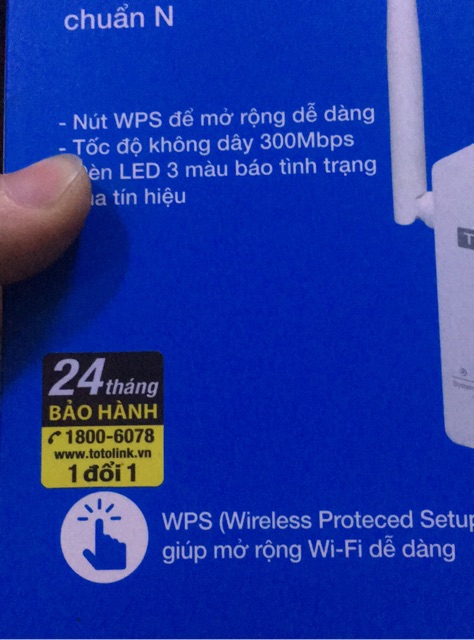 chuẩn N
- Nút WPS để mở rộng dễ dàng
- Tốc độ không dây 300Mbps
LED 3 màu báo tình trạng
tín hiệu
24 tháng
BẢO HÀNH
1800-6078
www.totolink.vn
1 đổi 1
WPS (Wireless Proteced Setup
giúp mở rộng Wi-Fi dễ dàng